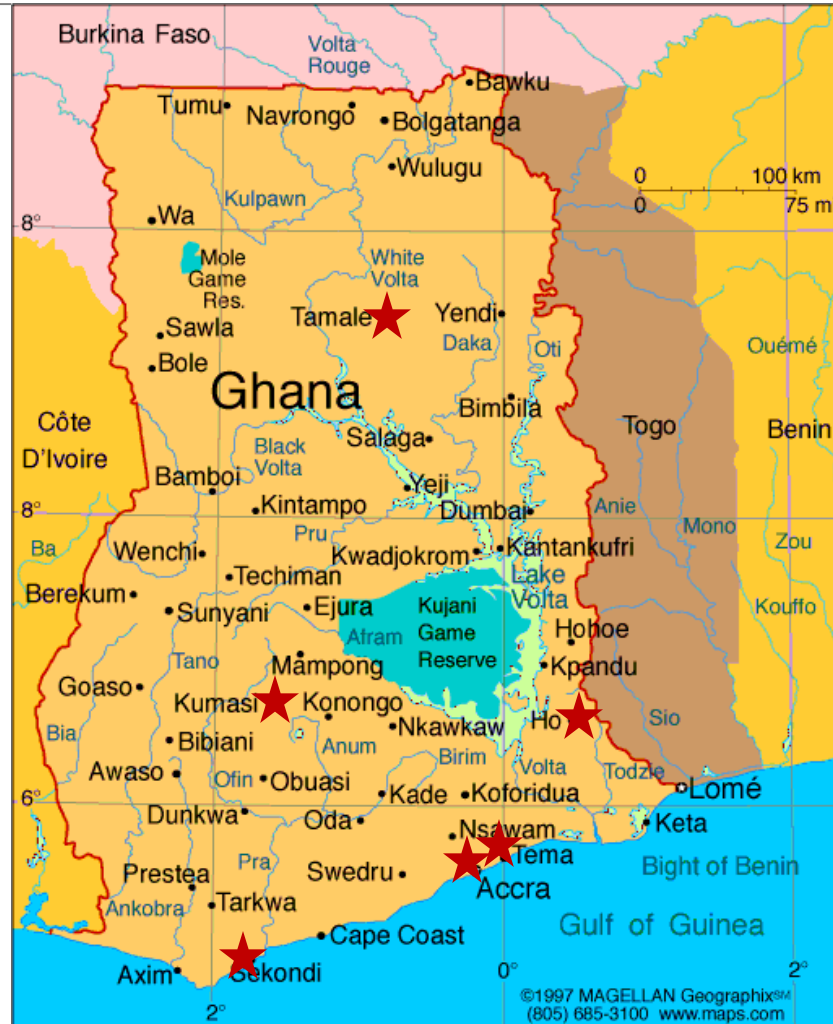 Burkina Faso
Volta
Rouge
Bawku
Tumu
Navrongo
Bolgatanga
Wulugu
0 100 km
0 75 m
Kulpawn
Wa
8°
Mole
Game
Res.
White
Volta
Tamale
Yendi
Sawla
Daka
Oti
Ouémé
Bole
Ghana
Bimbila
Côte
D'Ivoire
Togo
Benin
Salaga
Black
Volta
Bamboi
Yeji
Kintampo
Dumbai
Anie
8°
Mono
Pru
Ba
Wenchi
Kwadjokrom
Kantankufri
Zou
Techiman
Lake
Volta
Berekum
Sunyani
Ejura
Kujani
Game
Reserve
Kouffo
Afram
Hohoe
Tano
Mampong
Kpandu
Goaso
Kumasi
Konongo
Ho
Sio
Nkawkaw
Bia
Bibiani
Anum
Birim
Volta
Todzie
Awaso
Ofin
Obuasi
Kade
Koforidua
Lomé
6°
Dunkwa
Oda
Nsawam
Keta
Tema
Pra
Bight of Benin
Prestea
Swedru
Accra
Ankobra
Tarkwa
Gulf of Guinea
Cape Coast
Axim
Sekondi
0°
2°
2°
©1997 MAGELLAN Geographix℠
(805) 685-3100 www.maps.com